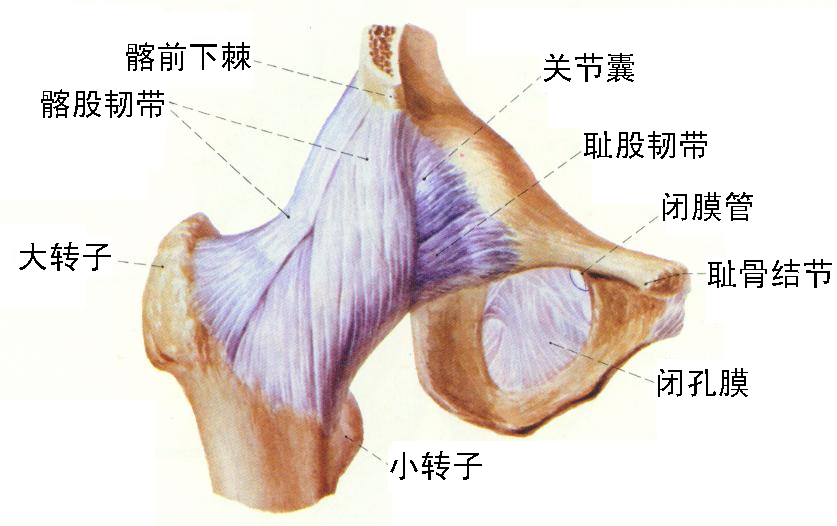 髂前下棘
关节囊
髂股韧带
耻股韧带
闭膜管
大转子
耻骨结节
闭孔膜
小转子